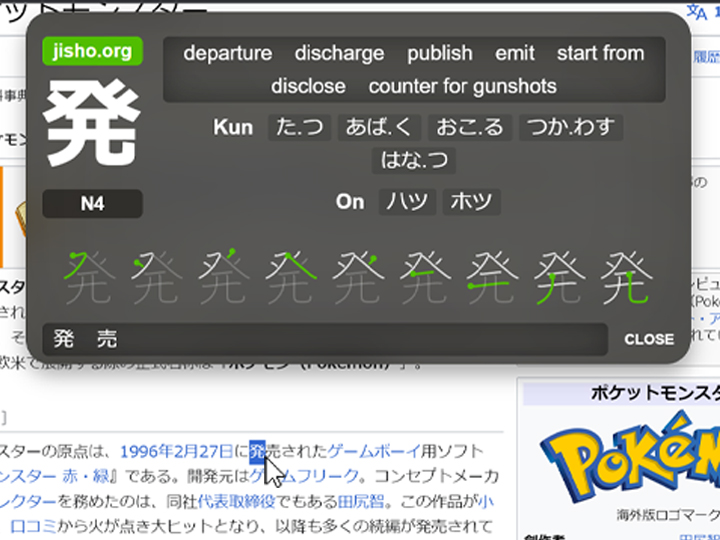 ットモンスター
jisho.org
departure discharge publish emit start from
disclose counter for gunshots
発
Kun た.つ あばく おこ.る つか.わす
はな.つ
N4
On ハツ ホツ
発 売
CLOSE
欧米で展開する際の正式名称は「ポケモン（Pokémon）」。
スターの原点は、1996年2月27日に発売されたゲームボーイ用ソフト
ンスター 赤・緑』である。開発元はゲームフリーク。コンセプトメーカ
レクターを務めたのは、同社代表取締役でもある田尻智。この作品が小
口コミから火が点き大ヒットとなり、以降も多くの続編が発売されて
ポケットモンスタ
POKéM
海外版ロゴマーク